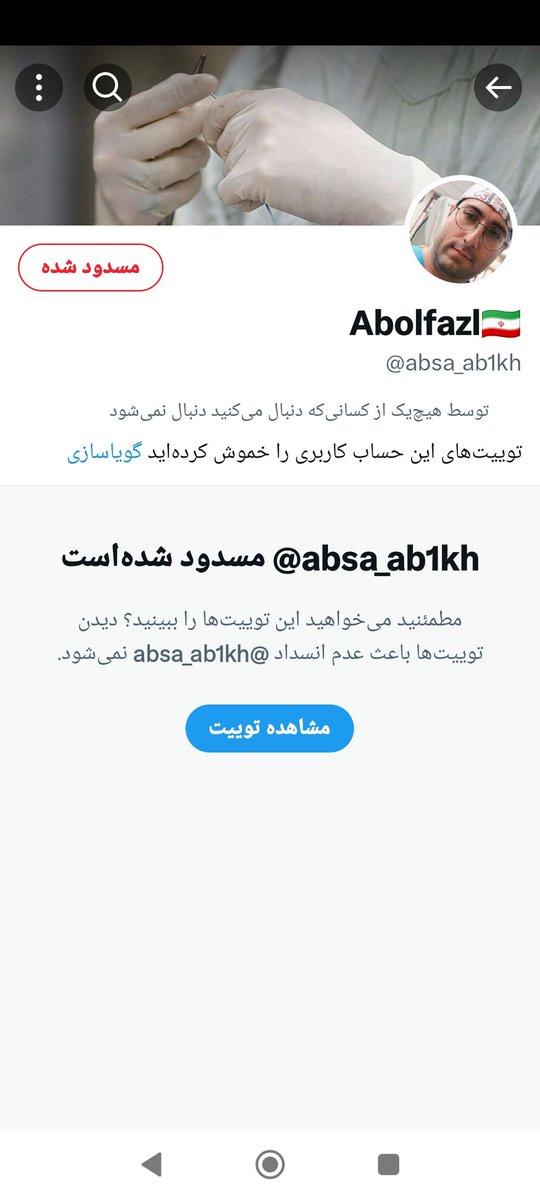 مسدود شده
Abolfazl🇮🇷
@absa_ab1kh
توسط هیچ‌یک از کسانی‌که دنبال می‌کنید دنبال نمی‌شود
توییت‌های این حساب کاربری را خموش کرده‌اید گویاسازی
@absa_ab1kh مسدود شده‌است
مطمئنید می‌خواهید این توییت‌ها را ببینید؟ دیدن
توییت‌ها باعث عدم انسداد @absa_ab1kh نمی‌شود.
مشاهده توییت